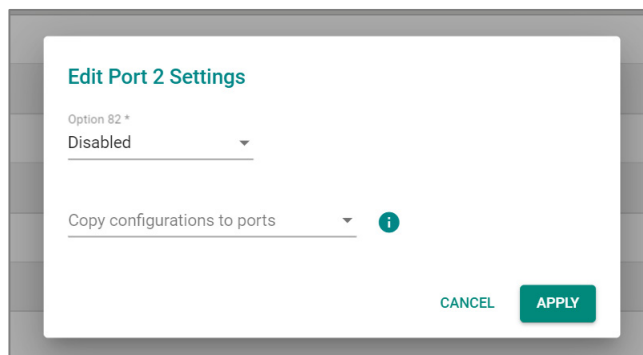 Edit Port 2 Settings
Option 82 *
Disabled
Copy configurations to ports
CANCEL APPLY